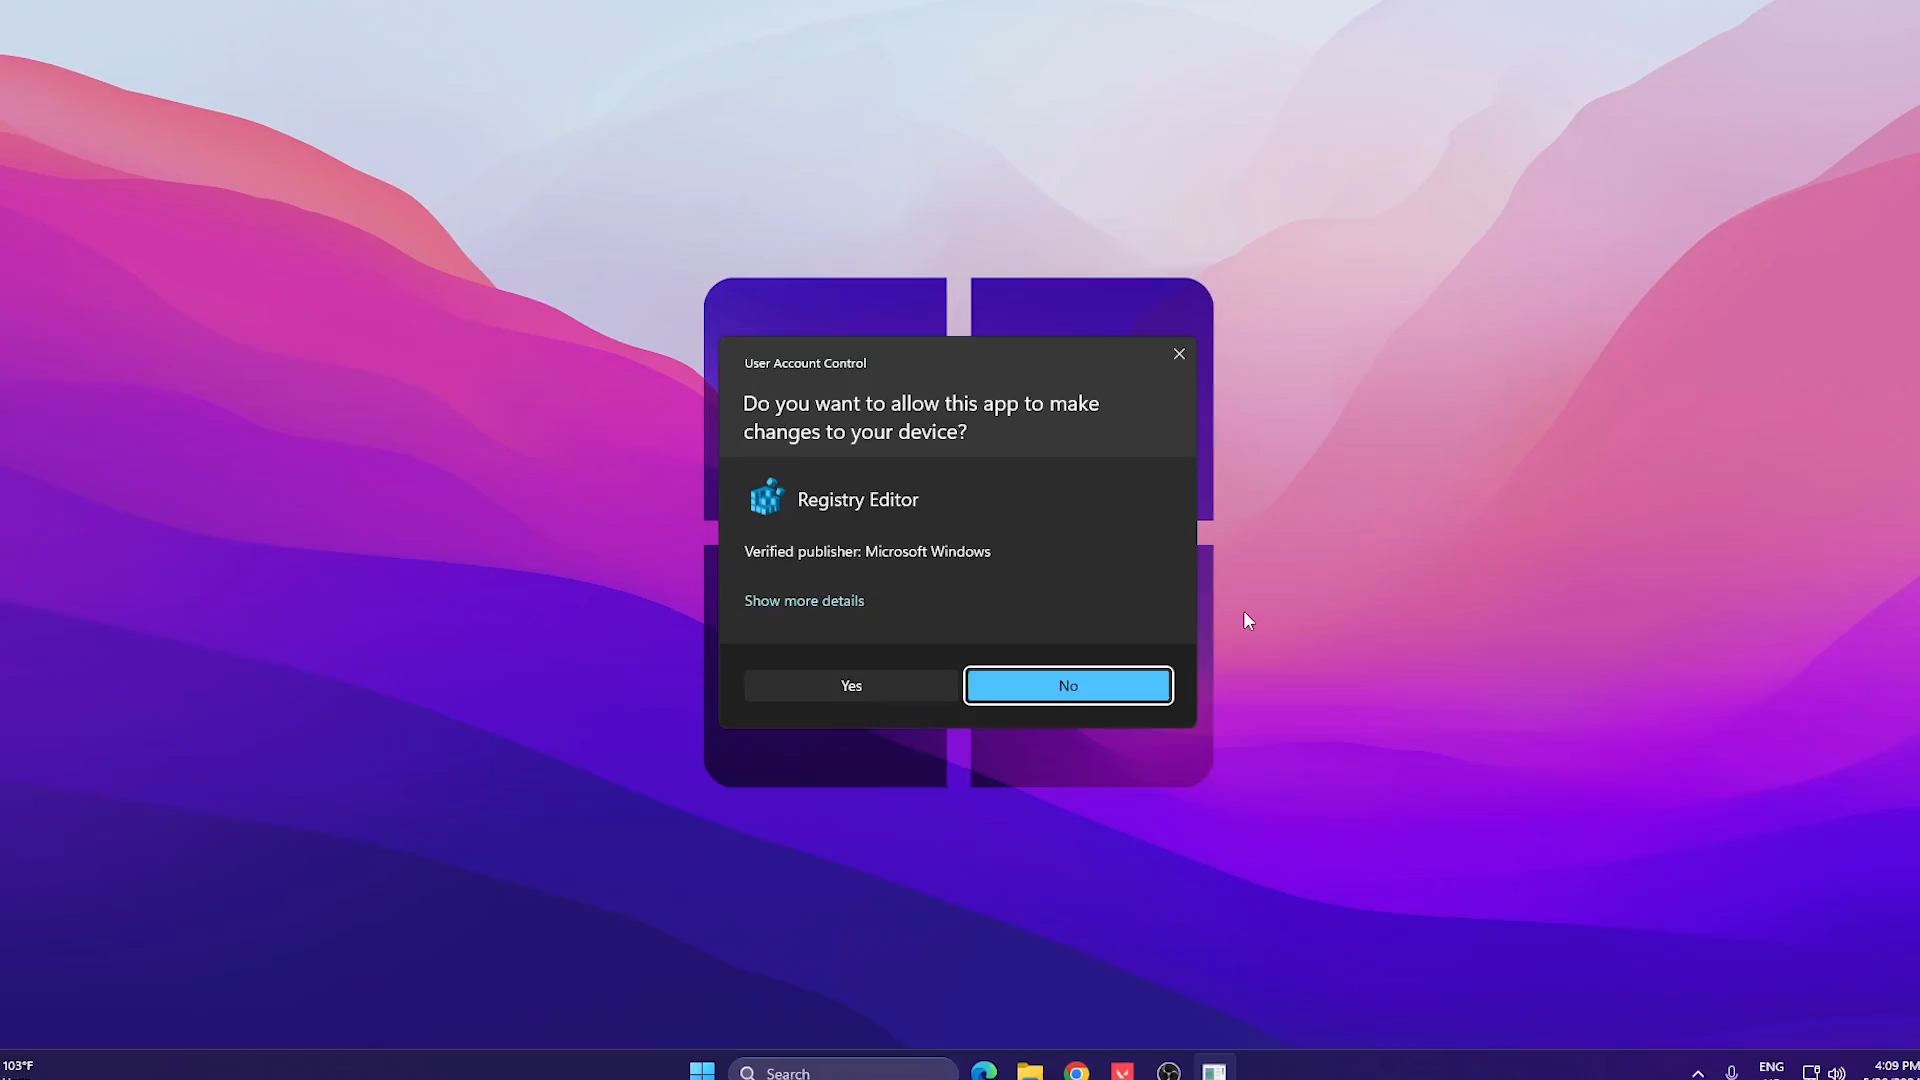 User Account Control
Do you want to allow this app to make
changes to your device?
Registry Editor
Verified publisher: Microsoft Windows
Show more details
Yes
No
103°F
Search
ENG
4:09 PM